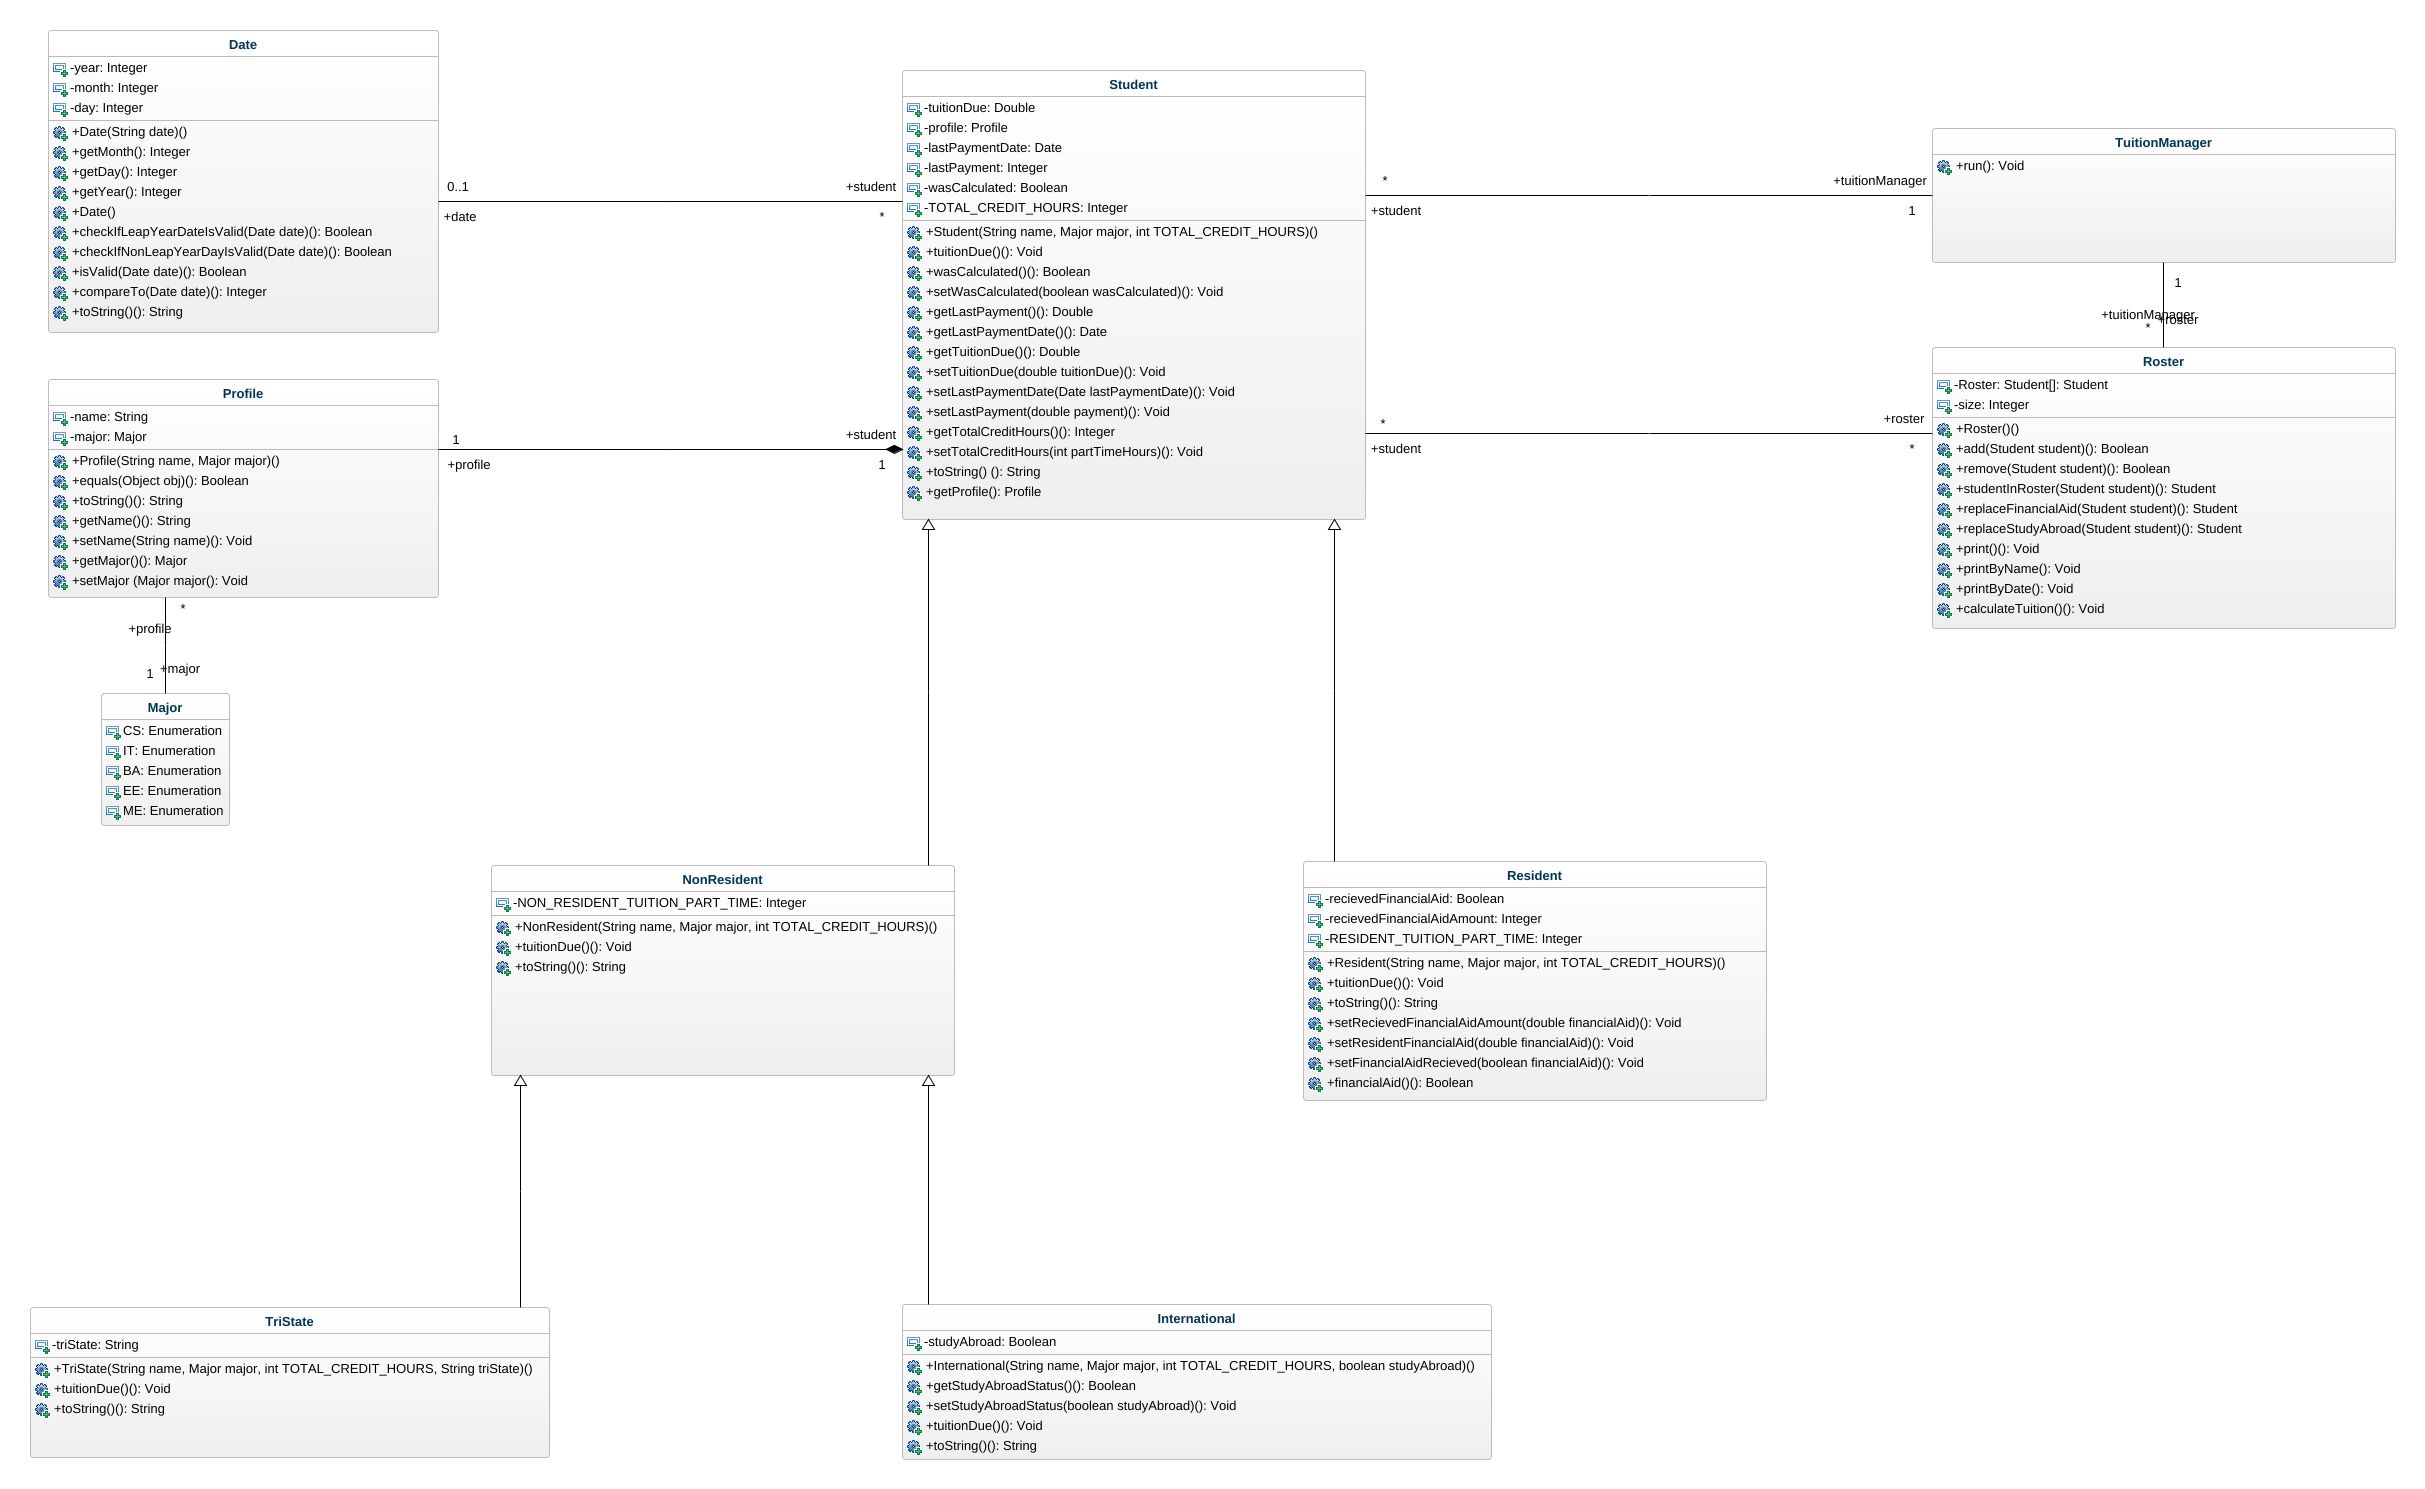 Date
-year: Integer
-month: Integer
-day: Integer
+Date(String date)()
+getMonth(): Integer
+getDay(): Integer
+getYear(): Integer
+Date()
+checkIfLeapYearDateIsValid(Date date)(): Boolean
+checkIfNonLeapYearDayIsValid(Date date)(): Boolean
+isValid(Date date)(): Boolean
+compareTo(Date date)(): Integer
+toString()(): String
0..1
+date
+student
*
Student
-tuitionDue: Double
-profile: Profile
-lastPaymentDate: Date
-lastPayment: Integer
-wasCalculated: Boolean
-TOTAL_CREDIT_HOURS: Integer
+Student(String name, Major major, int TOTAL_CREDIT_HOURS)()
+tuitionDue()(): Void
+wasCalculated()(): Boolean
+setWasCalculated(boolean wasCalculated)(): Void
+getLastPayment()(): Double
+getLastPaymentDate()(): Date
+getTuitionDue()(): Double
+setTuitionDue(double tuitionDue)(): Void
+setLastPaymentDate(Date lastPaymentDate)(): Void
+setLastPayment(double payment)(): Void
+getTotalCreditHours()(): Integer
+setTotalCreditHours(int partTimeHours)(): Void
+toString() (): String
+getProfile(): Profile
*
+student
+tuitionManager
1
TuitionManager
+run(): Void
1
+tuitionManager
+roster
*
Roster
-Roster: Student[]: Student
-size: Integer
+Roster()()
+add(Student student)(): Boolean
+remove(Student student)(): Boolean
+studentInRoster(Student student)(): Student
+replaceFinancialAid(Student student)(): Student
+replaceStudyAbroad(Student student)(): Student
+print()(): Void
+printByName(): Void
+printByDate(): Void
+calculateTuition()(): Void
*
+student
+roster
*
Profile
-name: String
-major: Major
+Profile(String name, Major major)()
+equals(Object obj)(): Boolean
+toString()(): String
+getName()(): String
+setName(String name)(): Void
+getMajor()(): Major
+setMajor (Major major(): Void
1
+profile
+student
1
*
+profile
+major
1
Major
CS: Enumeration
IT: Enumeration
BA: Enumeration
EE: Enumeration
ME: Enumeration
NonResident
-NON_RESIDENT_TUITION_PART_TIME: Integer
+NonResident(String name, Major major, int TOTAL_CREDIT_HOURS)()
+tuitionDue()(): Void
+toString()(): String
Resident
-recievedFinancialAid: Boolean
-recievedFinancialAidAmount: Integer
-RESIDENT_TUITION_PART_TIME: Integer
+Resident(String name, Major major, int TOTAL_CREDIT_HOURS)()
+tuitionDue()(): Void
+toString()(): String
+setRecievedFinancialAidAmount(double financialAid)(): Void
+setResidentFinancialAid(double financialAid)(): Void
+setFinancialAidRecieved(boolean financialAid)(): Void
+financialAid()(): Boolean
TriState
-triState: String
+TriState(String name, Major major, int TOTAL_CREDIT_HOURS, String triState)()
+tuitionDue()(): Void
+toString()(): String
International
-studyAbroad: Boolean
+International(String name, Major major, int TOTAL_CREDIT_HOURS, boolean studyAbroad)()
+getStudyAbroadStatus()(): Boolean
+setStudyAbroadStatus(boolean studyAbroad)(): Void
+tuitionDue()(): Void
+toString()(): String